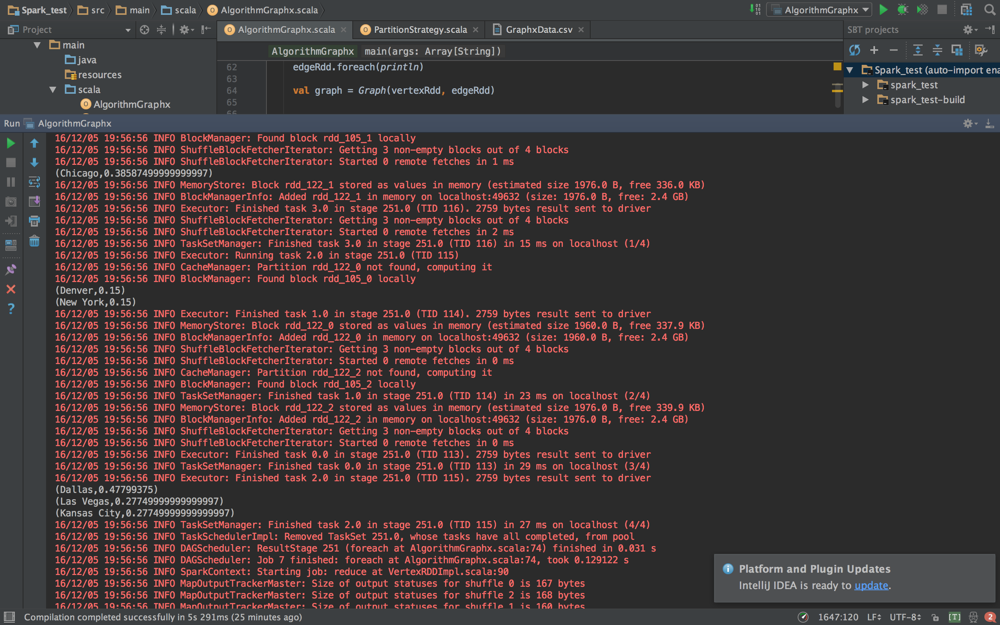 Spark_test src main scala AlgorithmGraphx.scala AlgorithmGraphx
Project AlgorithmGraphx.scala PartitionStrategy.scala GraphxData.csv SBT projects
main
java
resources
scala
AlgorithmGraphx
AlgorithmGraphx main(args: Array[String])
62 edgeRdd.foreach(println)
63
64 val graph = Graph(vertexRdd, edgeRdd)
65
66
Spark_test (auto-import ena
spark_test
spark_test-build
Run AlgorithmGraphx
16/12/05 19:56:56 INFO BlockManager: Found block rdd_105_1 locally
16/12/05 19:56:56 INFO ShuffleBlockFetcherIterator: Getting 3 non-empty blocks out of 4 blocks
16/12/05 19:56:56 INFO ShuffleBlockFetcherIterator: Started 0 remote fetches in 1 ms
(Chicago,0.38587499999999997)
16/12/05 19:56:56 INFO MemoryStore: Block rdd_122_1 stored as values in memory (estimated size 1976.0 B, free 336.0 KB)
16/12/05 19:56:56 INFO BlockManagerInfo: Added rdd_122_1 in memory on localhost:49632 (size: 1976.0 B, free: 2.4 GB)
16/12/05 19:56:56 INFO Executor: Finished task 3.0 in stage 251.0 (TID 116). 2759 bytes result sent to driver
16/12/05 19:56:56 INFO ShuffleBlockFetcherIterator: Getting 3 non-empty blocks out of 4 blocks
16/12/05 19:56:56 INFO ShuffleBlockFetcherIterator: Started 0 remote fetches in 2 ms
16/12/05 19:56:56 INFO TaskSetManager: Finished task 3.0 in stage 251.0 (TID 116) in 15 ms on localhost (1/4)
16/12/05 19:56:56 INFO Executor: Running task 2.0 in stage 251.0 (TID 115)
16/12/05 19:56:56 INFO CacheManager: Partition rdd_122_0 not found, computing it
16/12/05 19:56:56 INFO BlockManager: Found block rdd_105_0 locally
(Denver,0.15)
(New York,0.15)
16/12/05 19:56:56 INFO Executor: Finished task 1.0 in stage 251.0 (TID 114). 2759 bytes result sent to driver
16/12/05 19:56:56 INFO MemoryStore: Block rdd_122_0 stored as values in memory (estimated size 1960.0 B, free 337.9 KB)
16/12/05 19:56:56 INFO BlockManagerInfo: Added rdd_122_0 in memory on localhost:49632 (size: 1960.0 B, free: 2.4 GB)
16/12/05 19:56:56 INFO ShuffleBlockFetcherIterator: Getting 3 non-empty blocks out of 4 blocks
16/12/05 19:56:56 INFO ShuffleBlockFetcherIterator: Started 0 remote fetches in 0 ms
16/12/05 19:56:56 INFO CacheManager: Partition rdd_122_2 not found, computing it
16/12/05 19:56:56 INFO BlockManager: Found block rdd_105_2 locally
16/12/05 19:56:56 INFO TaskSetManager: Finished task 1.0 in stage 251.0 (TID 114) in 23 ms on localhost (2/4)
16/12/05 19:56:56 INFO MemoryStore: Block rdd_122_2 stored as values in memory (estimated size 1976.0 B, free 339.9 KB)
16/12/05 19:56:56 INFO BlockManagerInfo: Added rdd_122_2 in memory on localhost:49632 (size: 1976.0 B, free: 2.4 GB)
16/12/05 19:56:56 INFO ShuffleBlockFetcherIterator: Getting 3 non-empty blocks out of 4 blocks
16/12/05 19:56:56 INFO ShuffleBlockFetcherIterator: Started 0 remote fetches in 0 ms
16/12/05 19:56:56 INFO Executor: Finished task 0.0 in stage 251.0 (TID 113). 2759 bytes result sent to driver
16/12/05 19:56:56 INFO TaskSetManager: Finished task 0.0 in stage 251.0 (TID 113) in 29 ms on localhost (3/4)
16/12/05 19:56:56 INFO Executor: Finished task 2.0 in stage 251.0 (TID 115). 2759 bytes result sent to driver
(Dallas,0.47799375)
(Las Vegas,0.27749999999999997)
(Kansas City,0.27749999999999997)
16/12/05 19:56:56 INFO TaskSetManager: Finished task 2.0 in stage 251.0 (TID 115) in 27 ms on localhost (4/4)
16/12/05 19:56:56 INFO TaskSchedulerImpl: Removed TaskSet 251.0, whose tasks have all completed, from pool
16/12/05 19:56:56 INFO DAGScheduler: ResultStage 251 (foreach at AlgorithmGraphx.scala:74) finished in 0.031 s
16/12/05 19:56:56 INFO DAGScheduler: Job 7 finished: foreach at AlgorithmGraphx.scala:74, took 0.129122 s
16/12/05 19:56:56 INFO SparkContext: Starting job: reduce at VertexRDDImpl.scala:90
16/12/05 19:56:56 INFO MapOutputTrackerMaster: Size of output statuses for shuffle 0 is 167 bytes
16/12/05 19:56:56 INFO MapOutputTrackerMaster: Size of output statuses for shuffle 2 is 168 bytes
16/12/05 19:56:56 INFO MapOutputTrackerMaster: Size of output statuses for shuffle 1 is 160 bytes
Platform and Plugin Updates
IntelliJ IDEA is ready to update.
Compilation completed successfully in 5s 291ms (25 minutes ago) 1647:120 LF UTF-8 [T] 2